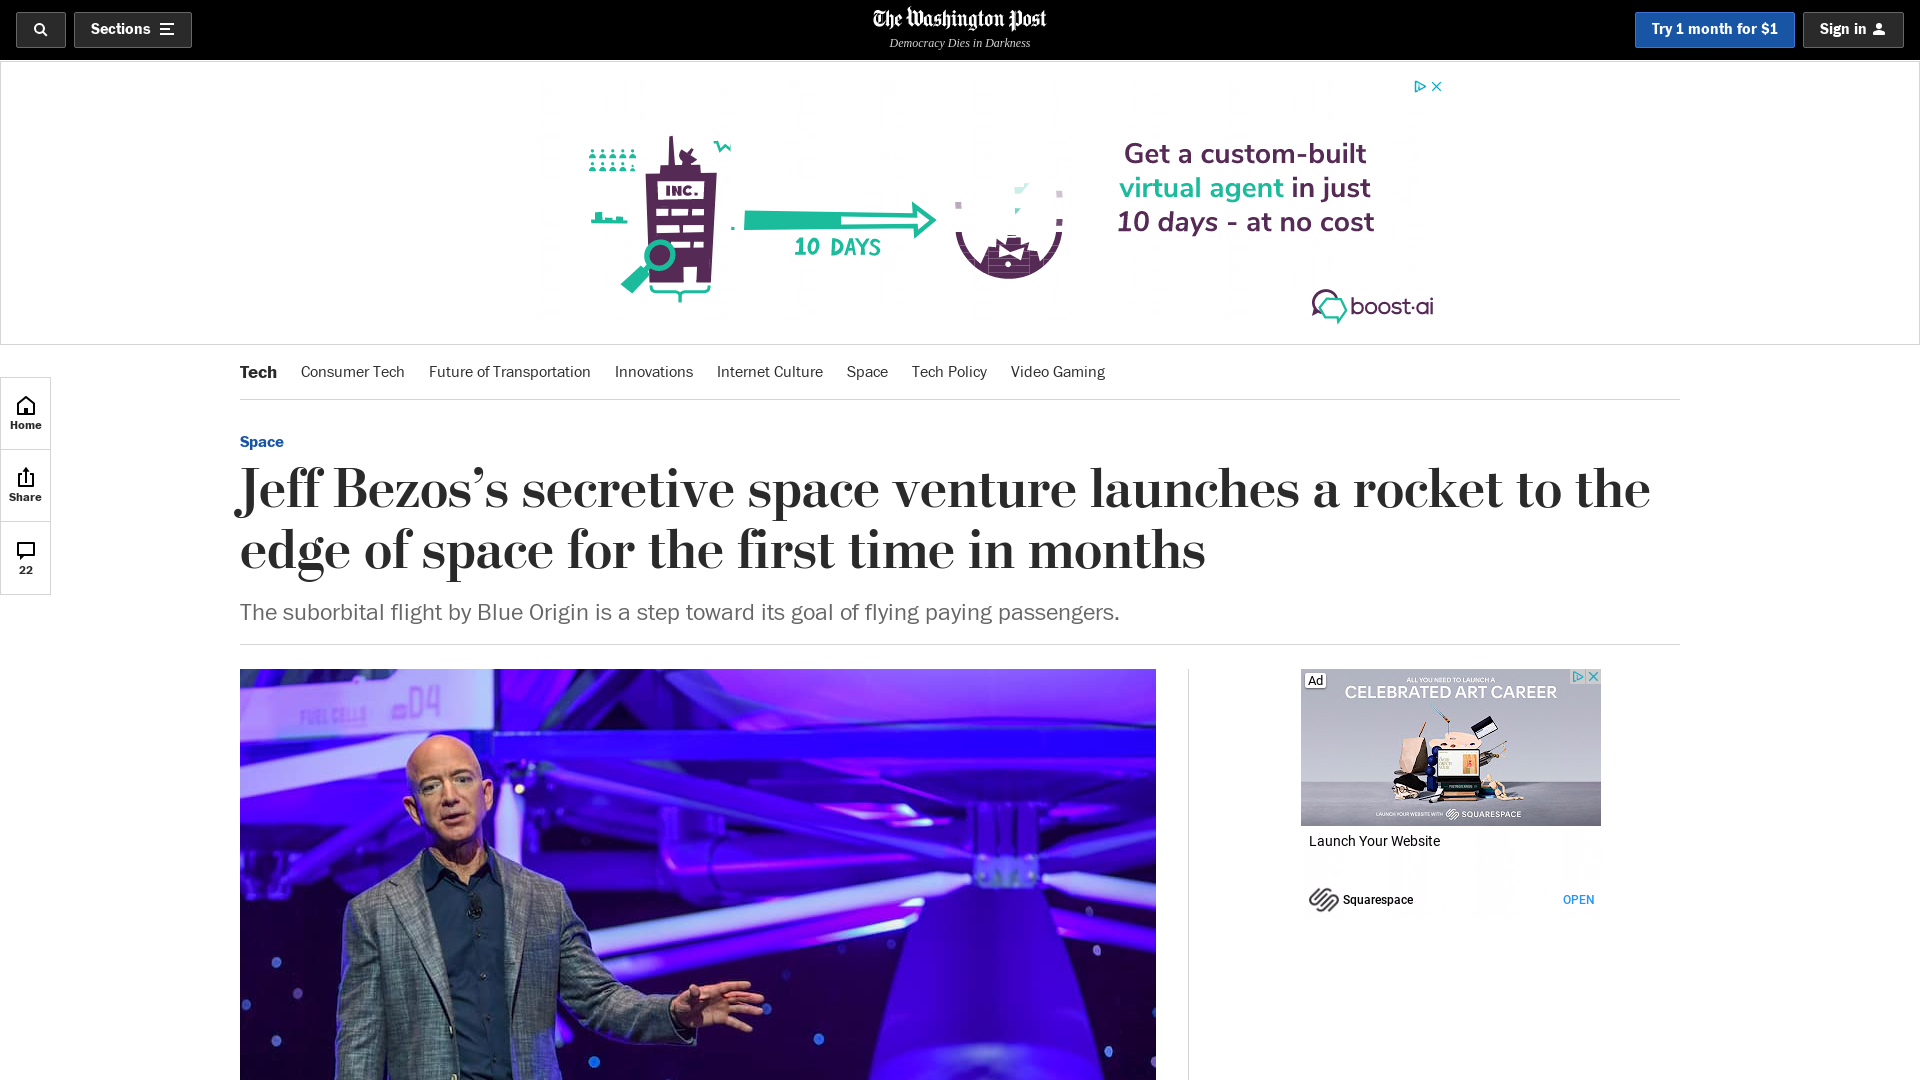 Sections
The Washington Post
Democracy Dies in Darkness
Try 1 month for $1
Sign in
INC.
10 DAYS
Get a custom-built
virtual agent in just
10 days - at no cost
boost.ai
Home
Share
22
Tech
Consumer Tech
Future of Transportation
Innovations
Internet Culture
Space
Tech Policy
Video Gaming
Space
Jeff Bezos’s secretive space venture launches a rocket to the
edge of space for the first time in months
The suborbital flight by Blue Origin is a step toward its goal of flying paying passengers.
FUEL CELLS
D4
Ad
ALL YOU NEED TO LAUNCH A
CELEBRATED ART CAREER
LAUNCH YOUR WEBSITE WITH SQUARESPACE
Launch Your Website
Squarespace
OPEN